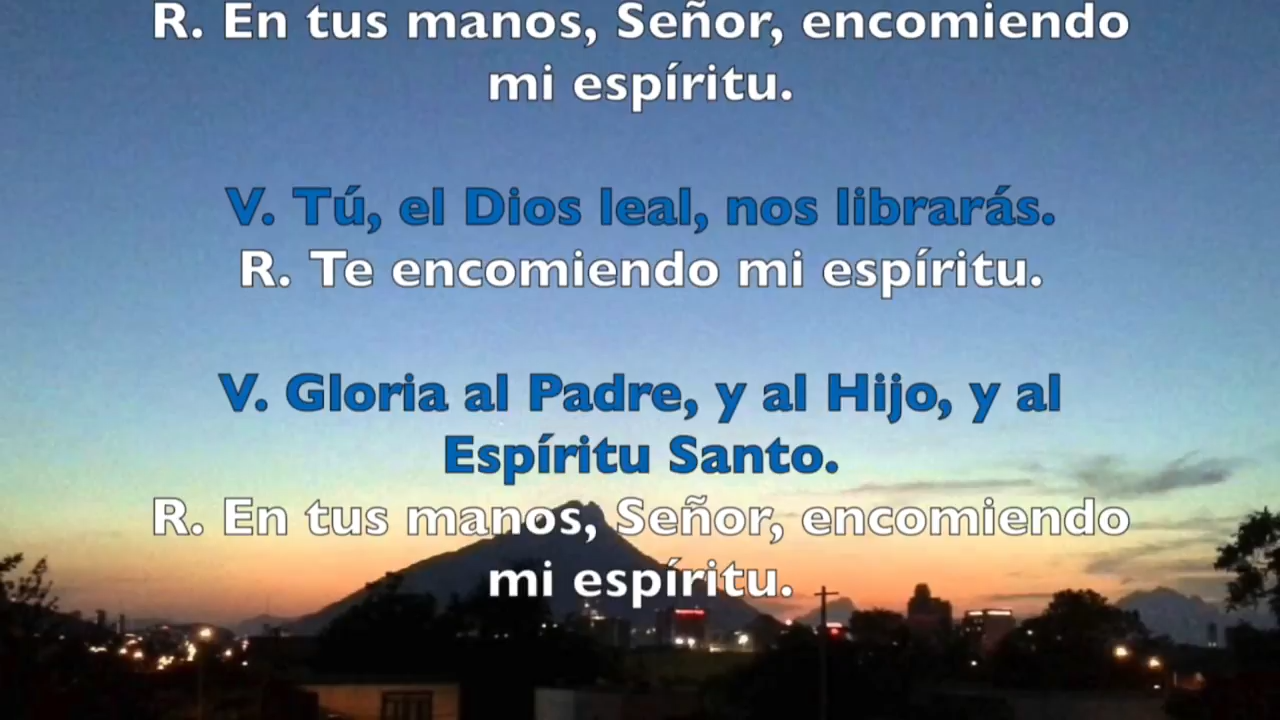 R. En tus manos, Señor, encomiendo
mi espíritu.
V. Tú, el Dios leal, nos librarás.
R. Te encomiendo mi espíritu.
V. Gloria al Padre, y al Hijo, y al
Espíritu Santo.
R. En tus manos, Señor, encomiendo
mi espíritu.